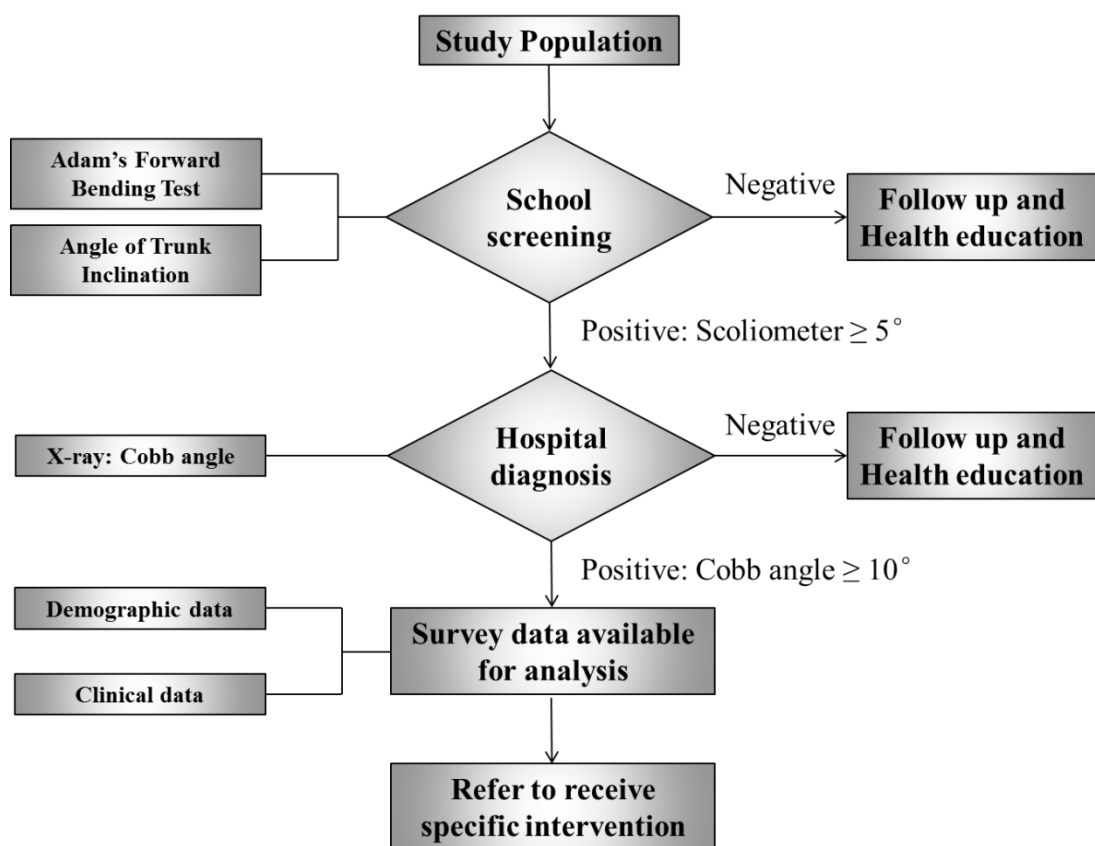 Study Population
Adam's Forward
Bending Test
Angle of Trunk
Inclination
School
screening
Negative
Follow up and
Health education
Positive: Scoliometer ≥ 5°
X-ray: Cobb angle
Hospital
diagnosis
Negative
Follow up and
Health education
Positive: Cobb angle ≥ 10°
Demographic data
Clinical data
Survey data available
for analysis
Refer to receive
specific intervention